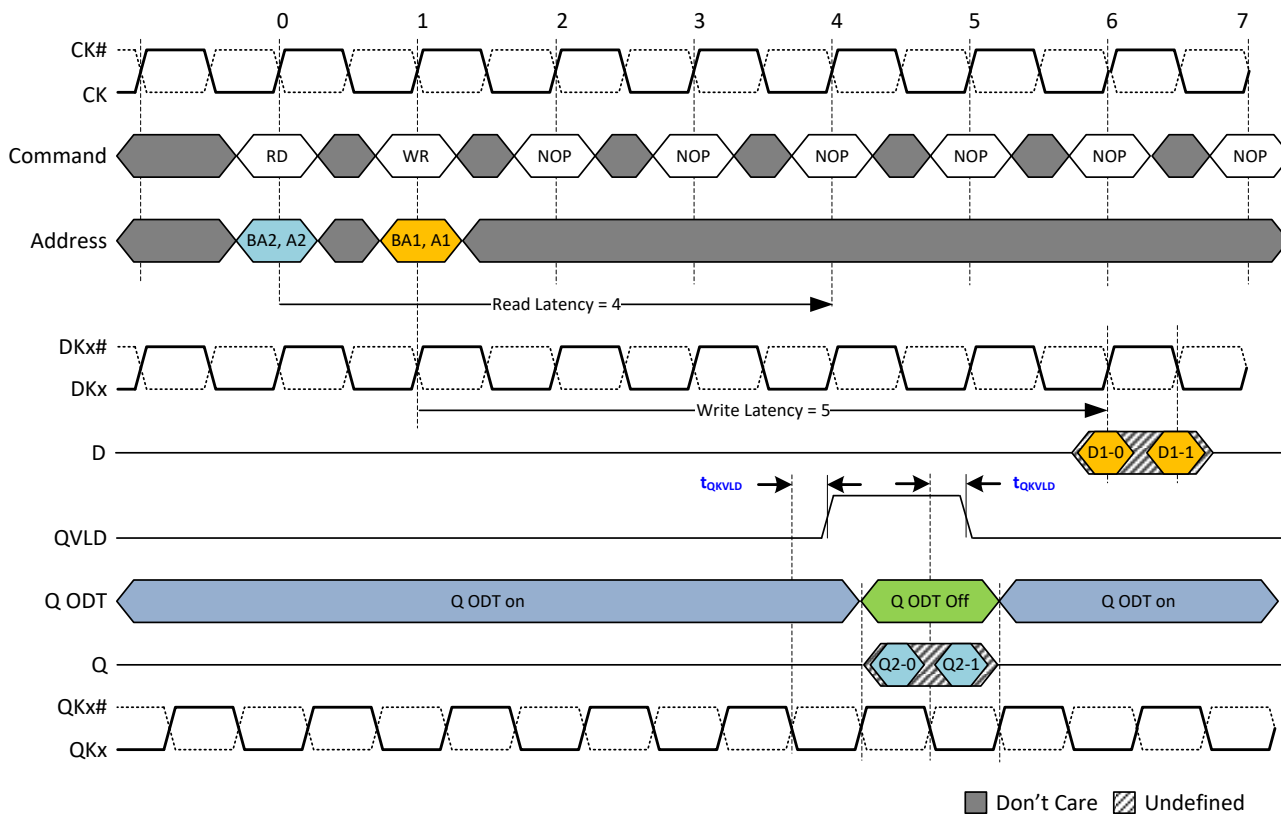 0 1 2 3 4 5 6 7
CK#
CK
Command RD WR NOP NOP NOP NOP NOP NOP
Address BA2, A2 BA1, A1
Read Latency = 4
DKx#
DKx
Write Latency = 5
D D1-0 D1-1
tQKVLD tQKVLD
QVLD
Q ODT Q ODT on Q ODT Off Q ODT on
Q Q2-0 Q2-1
QKx#
QKx
Don't Care Undefined